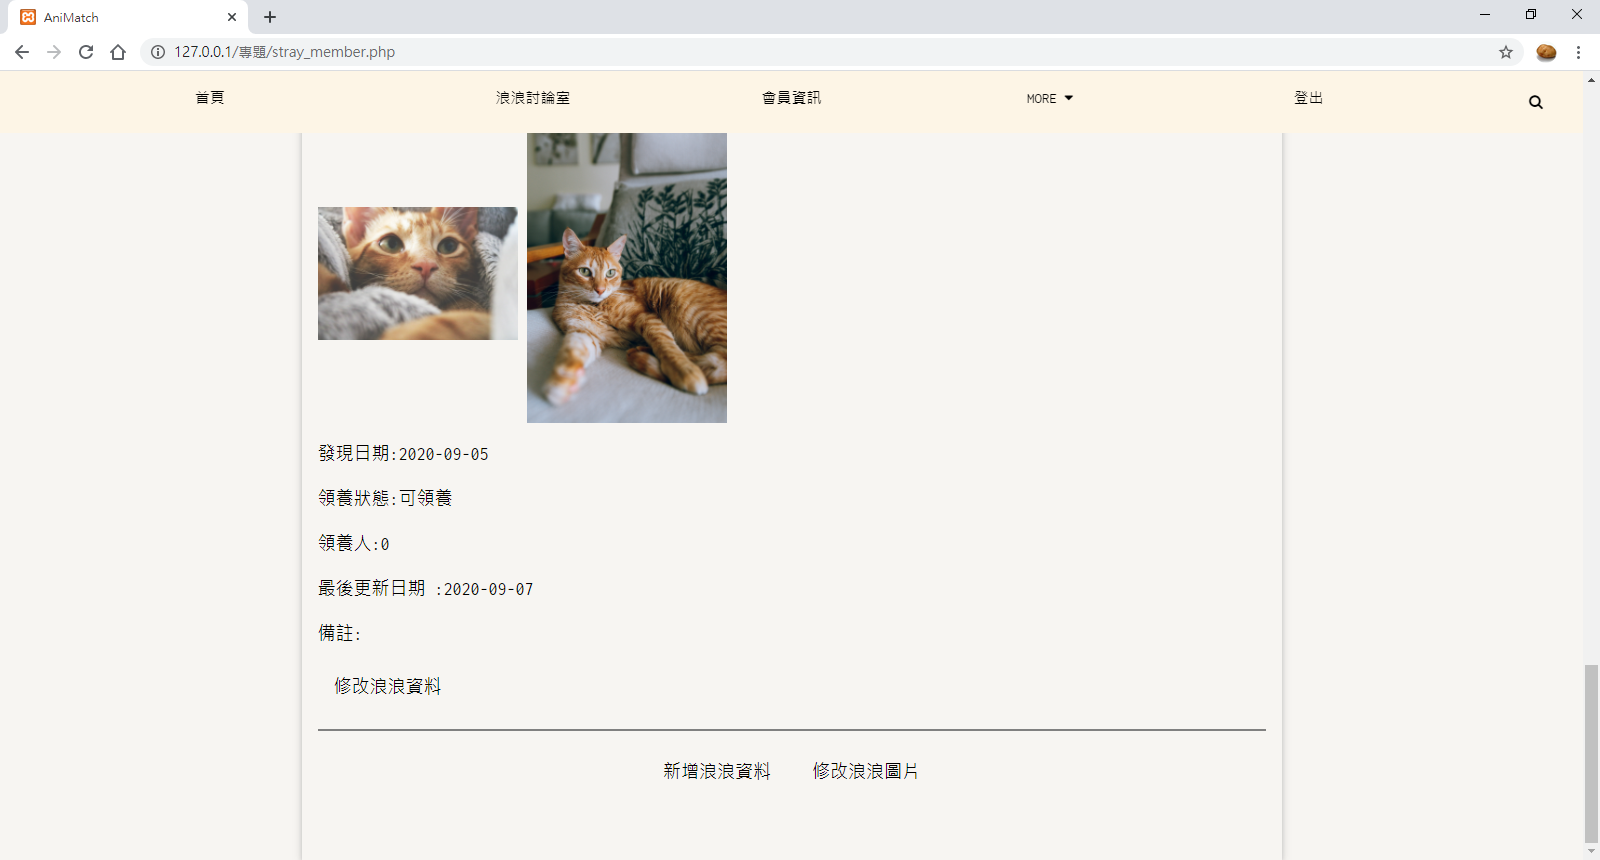 AniMatch
127.0.0.1/專題/stray_member.php
首頁 浪浪討論室 會員資訊 MORE 登出
發現日期:2020-09-05
領養狀態:可領養
領養人:0
最後更新日期 :2020-09-07
備註:
修改浪浪資料
新增浪浪資料 修改浪浪圖片